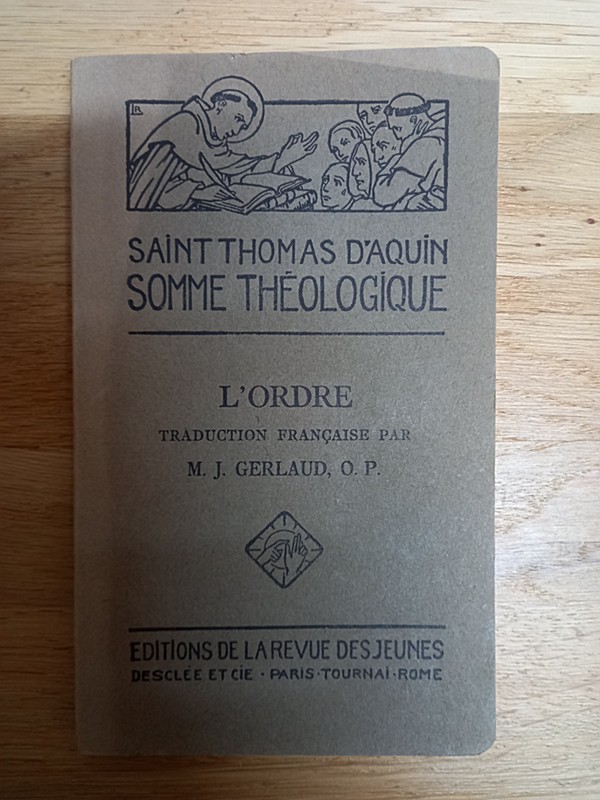 SAINT THOMAS D'AQUIN
SOMME THÉOLOGIQUE
L'ORDRE
TRADUCTION FRANÇAISE PAR
M. J. GERLAUD, O. P.
EDITIONS DE LA REVUE DES JEUNES
DESCLÉE ET CIE · PARIS · TOURNAI · ROME